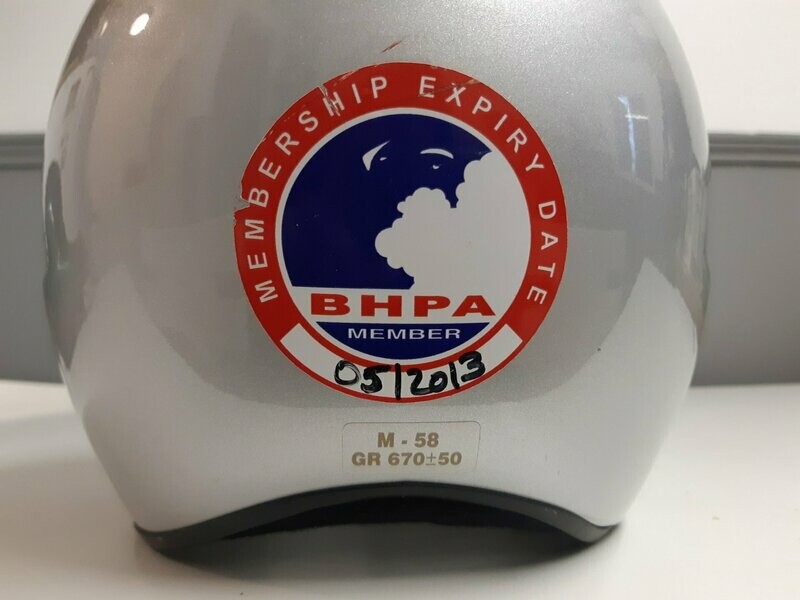 MEMBERSHIP EXPIRY DATE
BHPA
MEMBER
05/2013
M - 58
GR 670±50